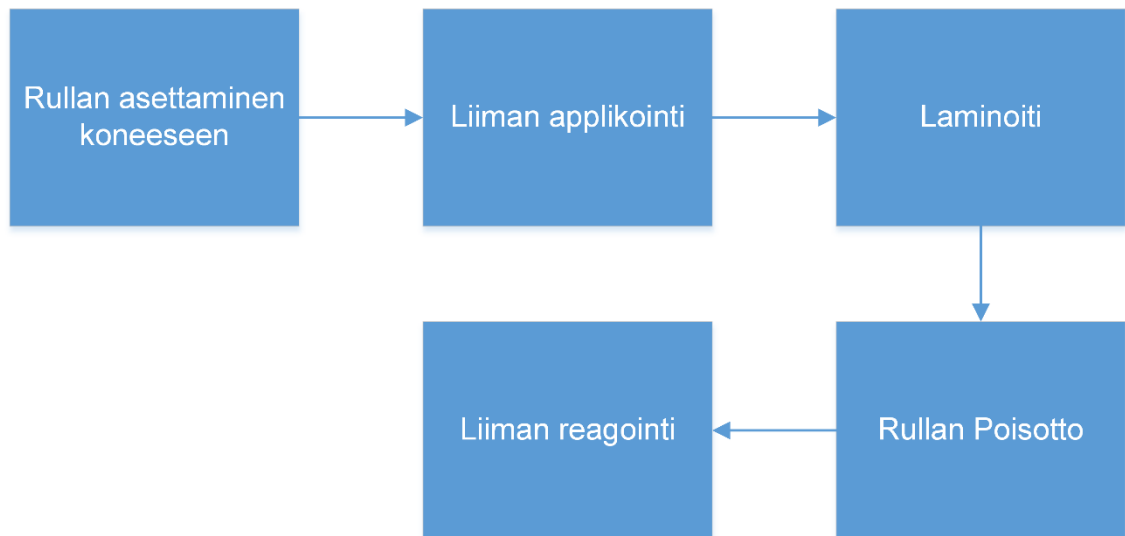 Rullan asettaminen
koneeseen
Liiman applikointi
Laminoiti
Liiman reagointi
Rullan Poisotto